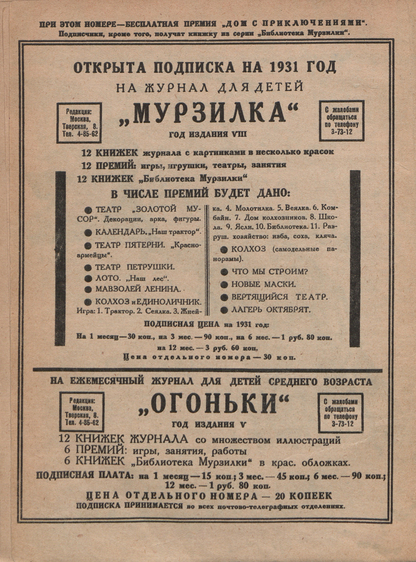 ПРИ ЭТОМ НОМЕРЕ—БЕСПЛАТНАЯ ПРЕМИЯ „ДОМ С ПРИКЛЮЧЕНИЯМИ“.
Подписчики, кроме того, получат книжку из серии „Библиотека Мурзилки“.
ОТКРЫТА ПОДПИСКА НА 1931 ГОД
НА ЖУРНАЛ ДЛЯ ДЕТЕЙ
Редакция:
Москва,
Тверская, 8.
Тел. 4-85-62
„МУРЗИЛКА“
ГОД ИЗДАНИЯ VIII
С жалобами
обращаться
по телефону
3-73-12
12 КНИЖЕК журнала с картинками в несколько красок
12 ПРЕМИЙ: игры, игрушки, театры, занятия
12 КНИЖЕК „Библиотека Мурзилки“
В ЧИСЛЕ ПРЕМИЙ БУДЕТ ДАНО:
● ТЕАТР „ЗОЛОТОЙ МУ-
СОР“. Декорации, арка, фигуры.
● КАЛЕНДАРЬ „Наш трактор“.
● ТЕАТР ПЯТЕРНИ. „Красно-
армейцы“.
● ТЕАТР ПЕТРУШКИ.
● ЛОТО. „Наш лес“.
● МАВЗОЛЕЙ ЛЕНИНА.
● КОЛХОЗ и ЕДИНОЛИЧНИК.
Игра: 1. Трактор. 2. Сеялка. 3. Жней-
ка. 4. Молотилка. 5. Веялка. 6. Ком-
байн. 7. Дом колхозников. 8. Шко-
ла. 9. Ясли. 10. Библиотека. 11. Раз-
руш. хозяйство: изба, соха, кляча.
● КОЛХОЗ (самодельные па-
норамы).
● ЧТО МЫ СТРОИМ?
● НОВЫЕ МАСКИ.
● ВЕРТЯЩИЙСЯ ТЕАТР.
● ЛАГЕРЬ ОКТЯБРЯТ.
ПОДПИСНАЯ ЦЕНА на 1931 год:
На 1 месяц—30 коп., на 3 мес. — 90 коп., на 6 мес. — 1 руб. 80 коп.
на 12 мес. — 3 руб. 60 коп.
Цена отдельного номера — 30 коп.
НА ЕЖЕМЕСЯЧНЫЙ ЖУРНАЛ ДЛЯ ДЕТЕЙ СРЕДНЕГО ВОЗРАСТА
Редакция:
Москва,
Тверская, 8.
Тел. 4-85-62
„ОГОНЬКИ“
ГОД ИЗДАНИЯ V
С жалобами
обращаться
по телефону
3-73-12
12 КНИЖЕК ЖУРНАЛА со множеством иллюстраций
6 ПРЕМИЙ: игры, занятия, работы
6 КНИЖЕК „Библиотека Мурзилки“ в крас. обложках.
ПОДПИСНАЯ ПЛАТА: на 1 месяц—15 коп.; 3 мес. — 45 коп.; 6 мес. — 90 коп.;
12 мес. — 1 руб. 80 коп.
ЦЕНА ОТДЕЛЬНОГО НОМЕРА — 20 КОПЕЕК
ПОДПИСКА ПРИНИМАЕТСЯ во всех почтово-телеграфных отделениях.